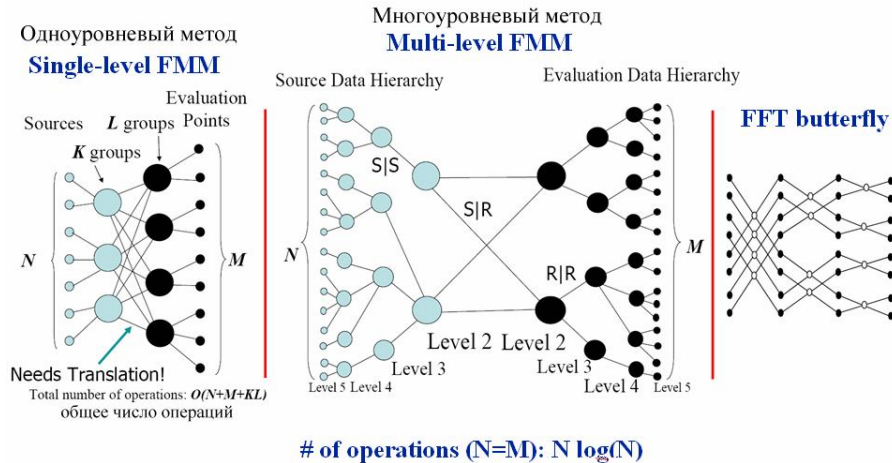 Одноуровневый метод
Single-level FMM
Многоуровневый метод
Multi-level FMM
Source Data Hierarchy
Evaluation Data Hierarchy
Evaluation
Points
Sources
L groups
K groups
N
M
Needs Translation!
Total number of operations: O(N+M+KL)
общее число операций
S|S
S|R
R|R
N
M
Level 2
Level 2
Level 3
Level 3
Level 5
Level 4
Level 4
Level 5
FFT butterfly
# of operations (N=M): N log(N)